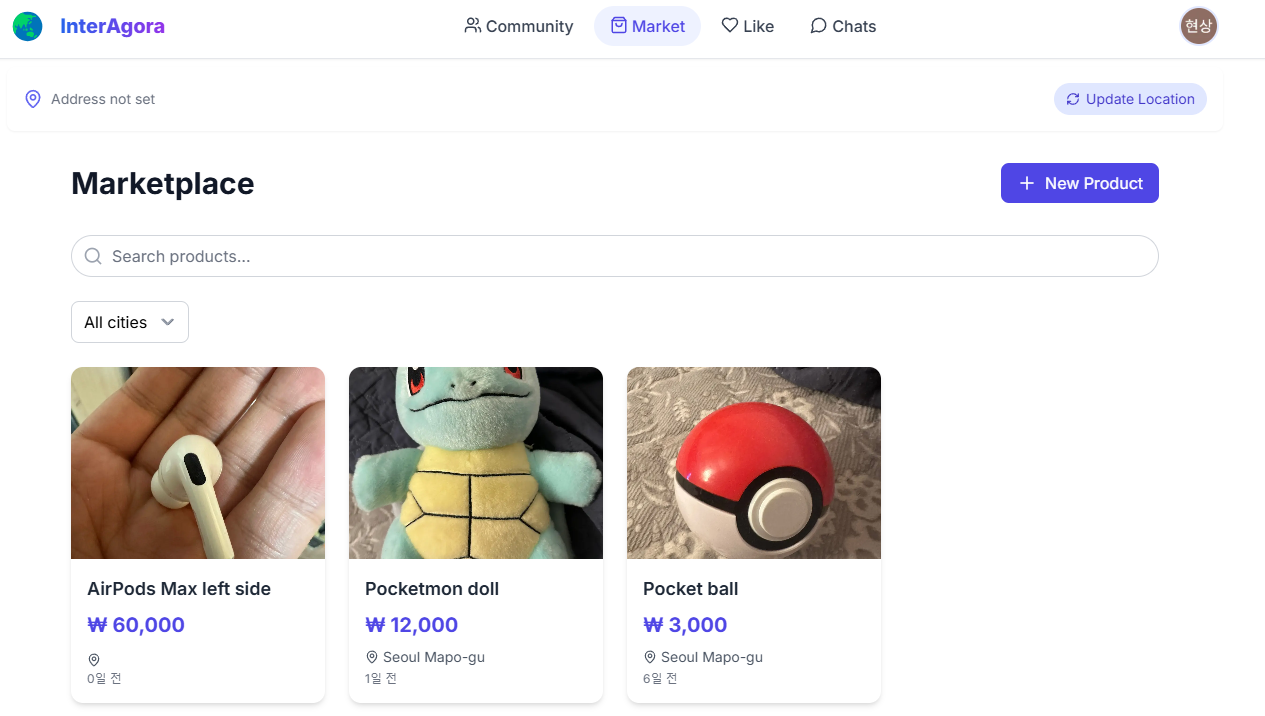 InterAgora
Community
Market
Like
Chats
현상
Address not set
Update Location
Marketplace
New Product
Search products...
All cities
AirPods Max left side
₩ 60,000
0일 전
Pocketmon doll
₩ 12,000
Seoul Mapo-gu
1일 전
Pocket ball
₩ 3,000
Seoul Mapo-gu
6일 전